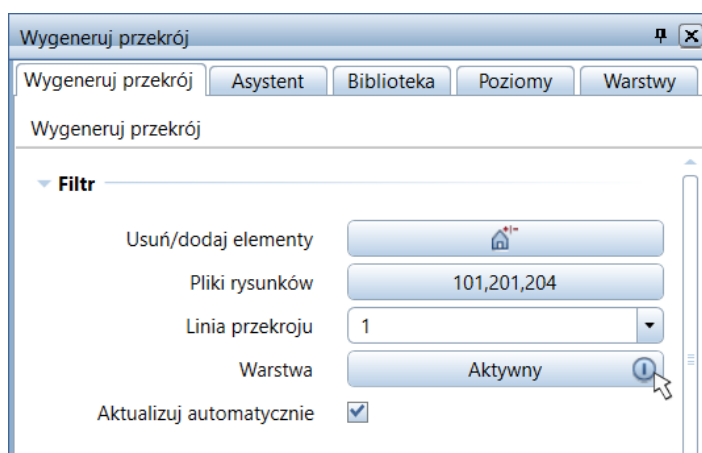 Wygeneruj przekrój
Wygeneruj przekrój Asystent Biblioteka Poziomy Warstwy
Wygeneruj przekrój
Filtr
Usuń/dodaj elementy
Pliki rysunków 101,201,204
Linia przekroju 1
Warstwa Aktywny
Aktualizuj automatycznie